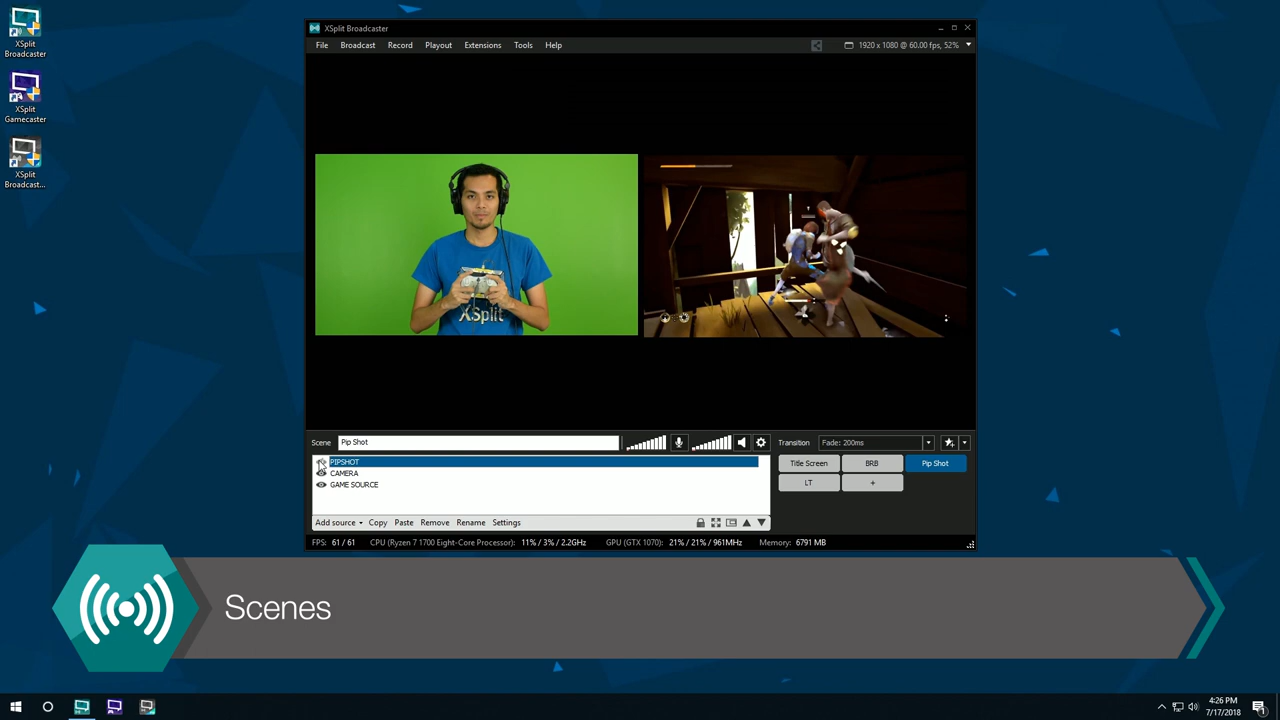 XSplit
Broadcaster
XSplit
Gamecaster
XSplit
Broadcast...
XSplit Broadcaster
File Broadcast Record Playout Extensions Tools Help
1920 x 1080 @ 60.00 fps, 52%
XSplit
Scene Pip Shot
Transition Fade: 200ms
PIPSHOT
CAMERA
GAME SOURCE
Title Screen BRB Pip Shot
LT +
Add source Copy Paste Remove Rename Settings
FPS: 61 / 61 CPU (Ryzen 7 1700 Eight-Core Processor): 11% / 3% / 2.2GHz GPU (GTX 1070): 21% / 21% / 961MHz Memory: 6791 MB
Scenes
4:26 PM
7/17/2018
1